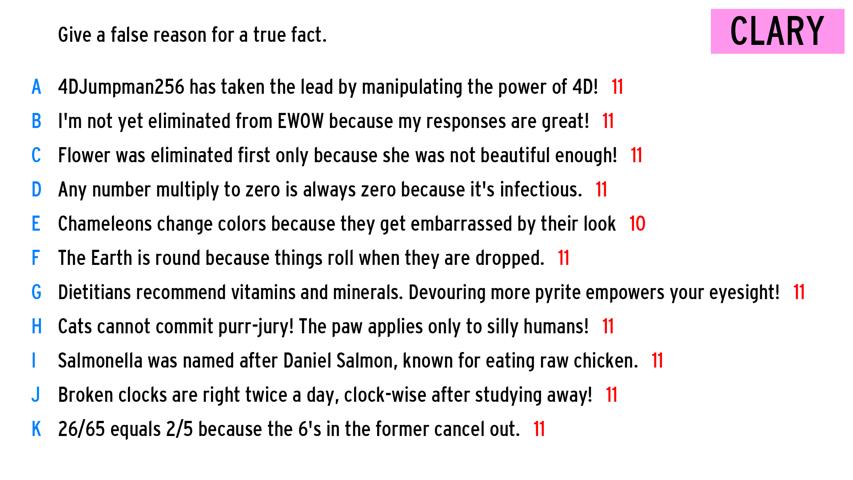 Give a false reason for a true fact.
CLARY
A 4DJumpman256 has taken the lead by manipulating the power of 4D! 11
B I'm not yet eliminated from EWOW because my responses are great! 11
C Flower was eliminated first only because she was not beautiful enough! 11
D Any number multiply to zero is always zero because it's infectious. 11
E Chameleons change colors because they get embarrassed by their look 10
F The Earth is round because things roll when they are dropped. 11
G Dietitians recommend vitamins and minerals. Devouring more pyrite empowers your eyesight! 11
H Cats cannot commit purr-jury! The paw applies only to silly humans! 11
I Salmonella was named after Daniel Salmon, known for eating raw chicken. 11
J Broken clocks are right twice a day, clock-wise after studying away! 11
K 26/65 equals 2/5 because the 6's in the former cancel out. 11